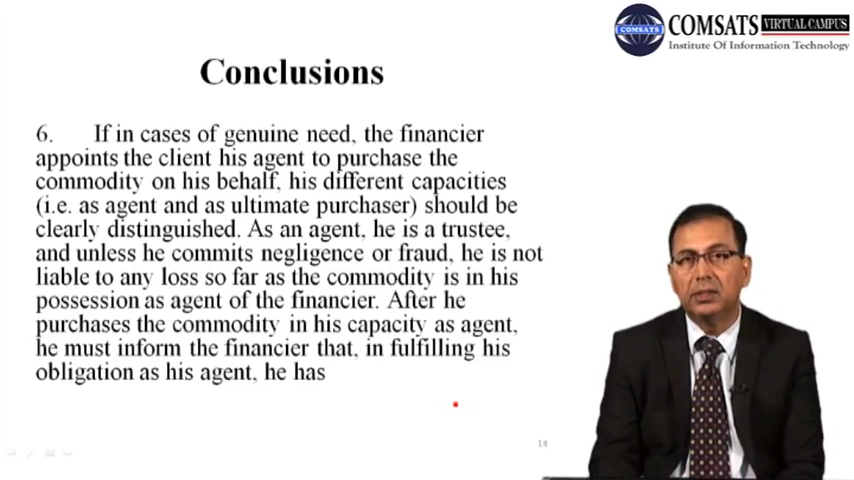 COMSATS VIRTUAL CAMPUS
COMSATS
Institute Of Information Technology
Conclusions
6. If in cases of genuine need, the financier
appoints the client his agent to purchase the
commodity on his behalf, his different capacities
(i.e. as agent and as ultimate purchaser) should be
clearly distinguished. As an agent, he is a trustee,
and unless he commits negligence or fraud, he is not
liable to any loss so far as the commodity is in his
possession as agent of the financier. After he
purchases the commodity in his capacity as agent,
he must inform the financier that, in fulfilling his
obligation as his agent, he has
14